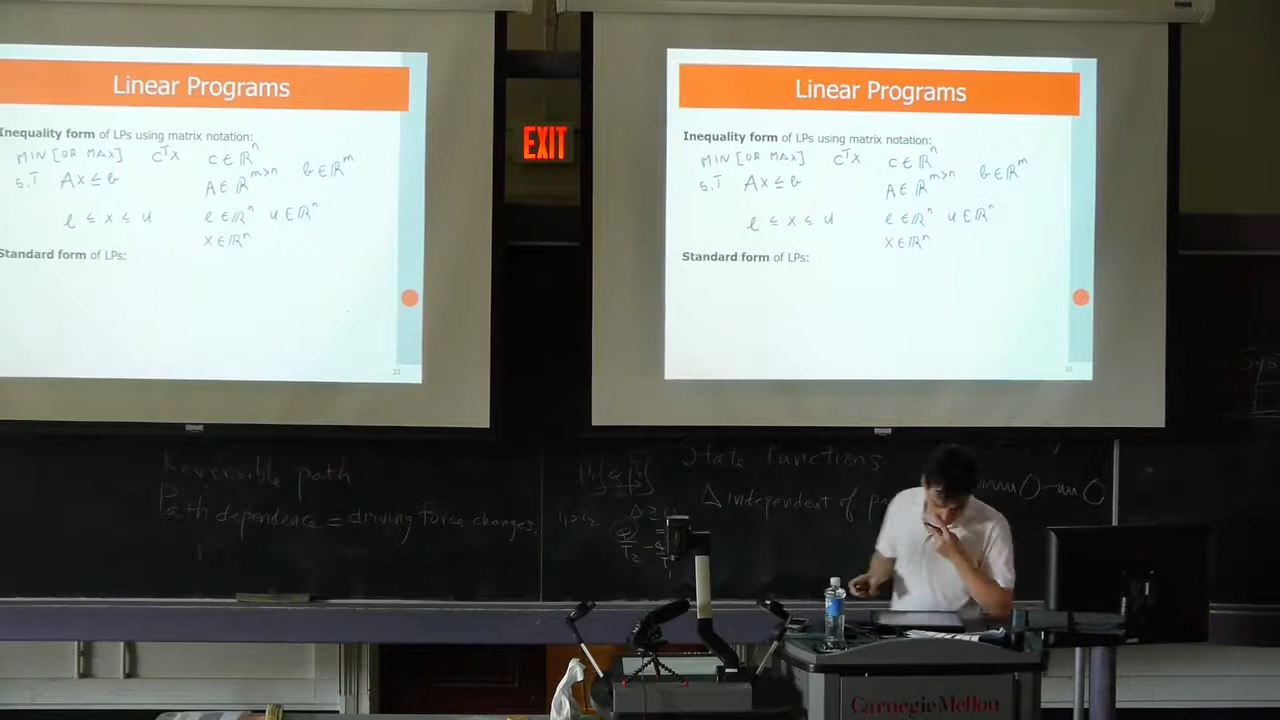 Linear Programs
Inequality form of LPs using matrix notation:
MIN [OR MAX] cᵀx c ∈ ℝⁿ
S.T Ax ≤ b A ∈ ℝᵐˣⁿ b ∈ ℝᵐ
ℓ ≤ x ≤ u ℓ ∈ ℝⁿ u ∈ ℝⁿ
x ∈ ℝⁿ
Standard form of LPs:
33
EXIT
Linear Programs
Inequality form of LPs using matrix notation:
MIN [OR MAX] cᵀx c ∈ ℝⁿ
S.T Ax ≤ b A ∈ ℝᵐˣⁿ b ∈ ℝᵐ
ℓ ≤ x ≤ u ℓ ∈ ℝⁿ u ∈ ℝⁿ
x ∈ ℝⁿ
Standard form of LPs:
33
Reversible path
Path dependence = driving force changes.
State functions
Δ independent of
Carnegie Mellon